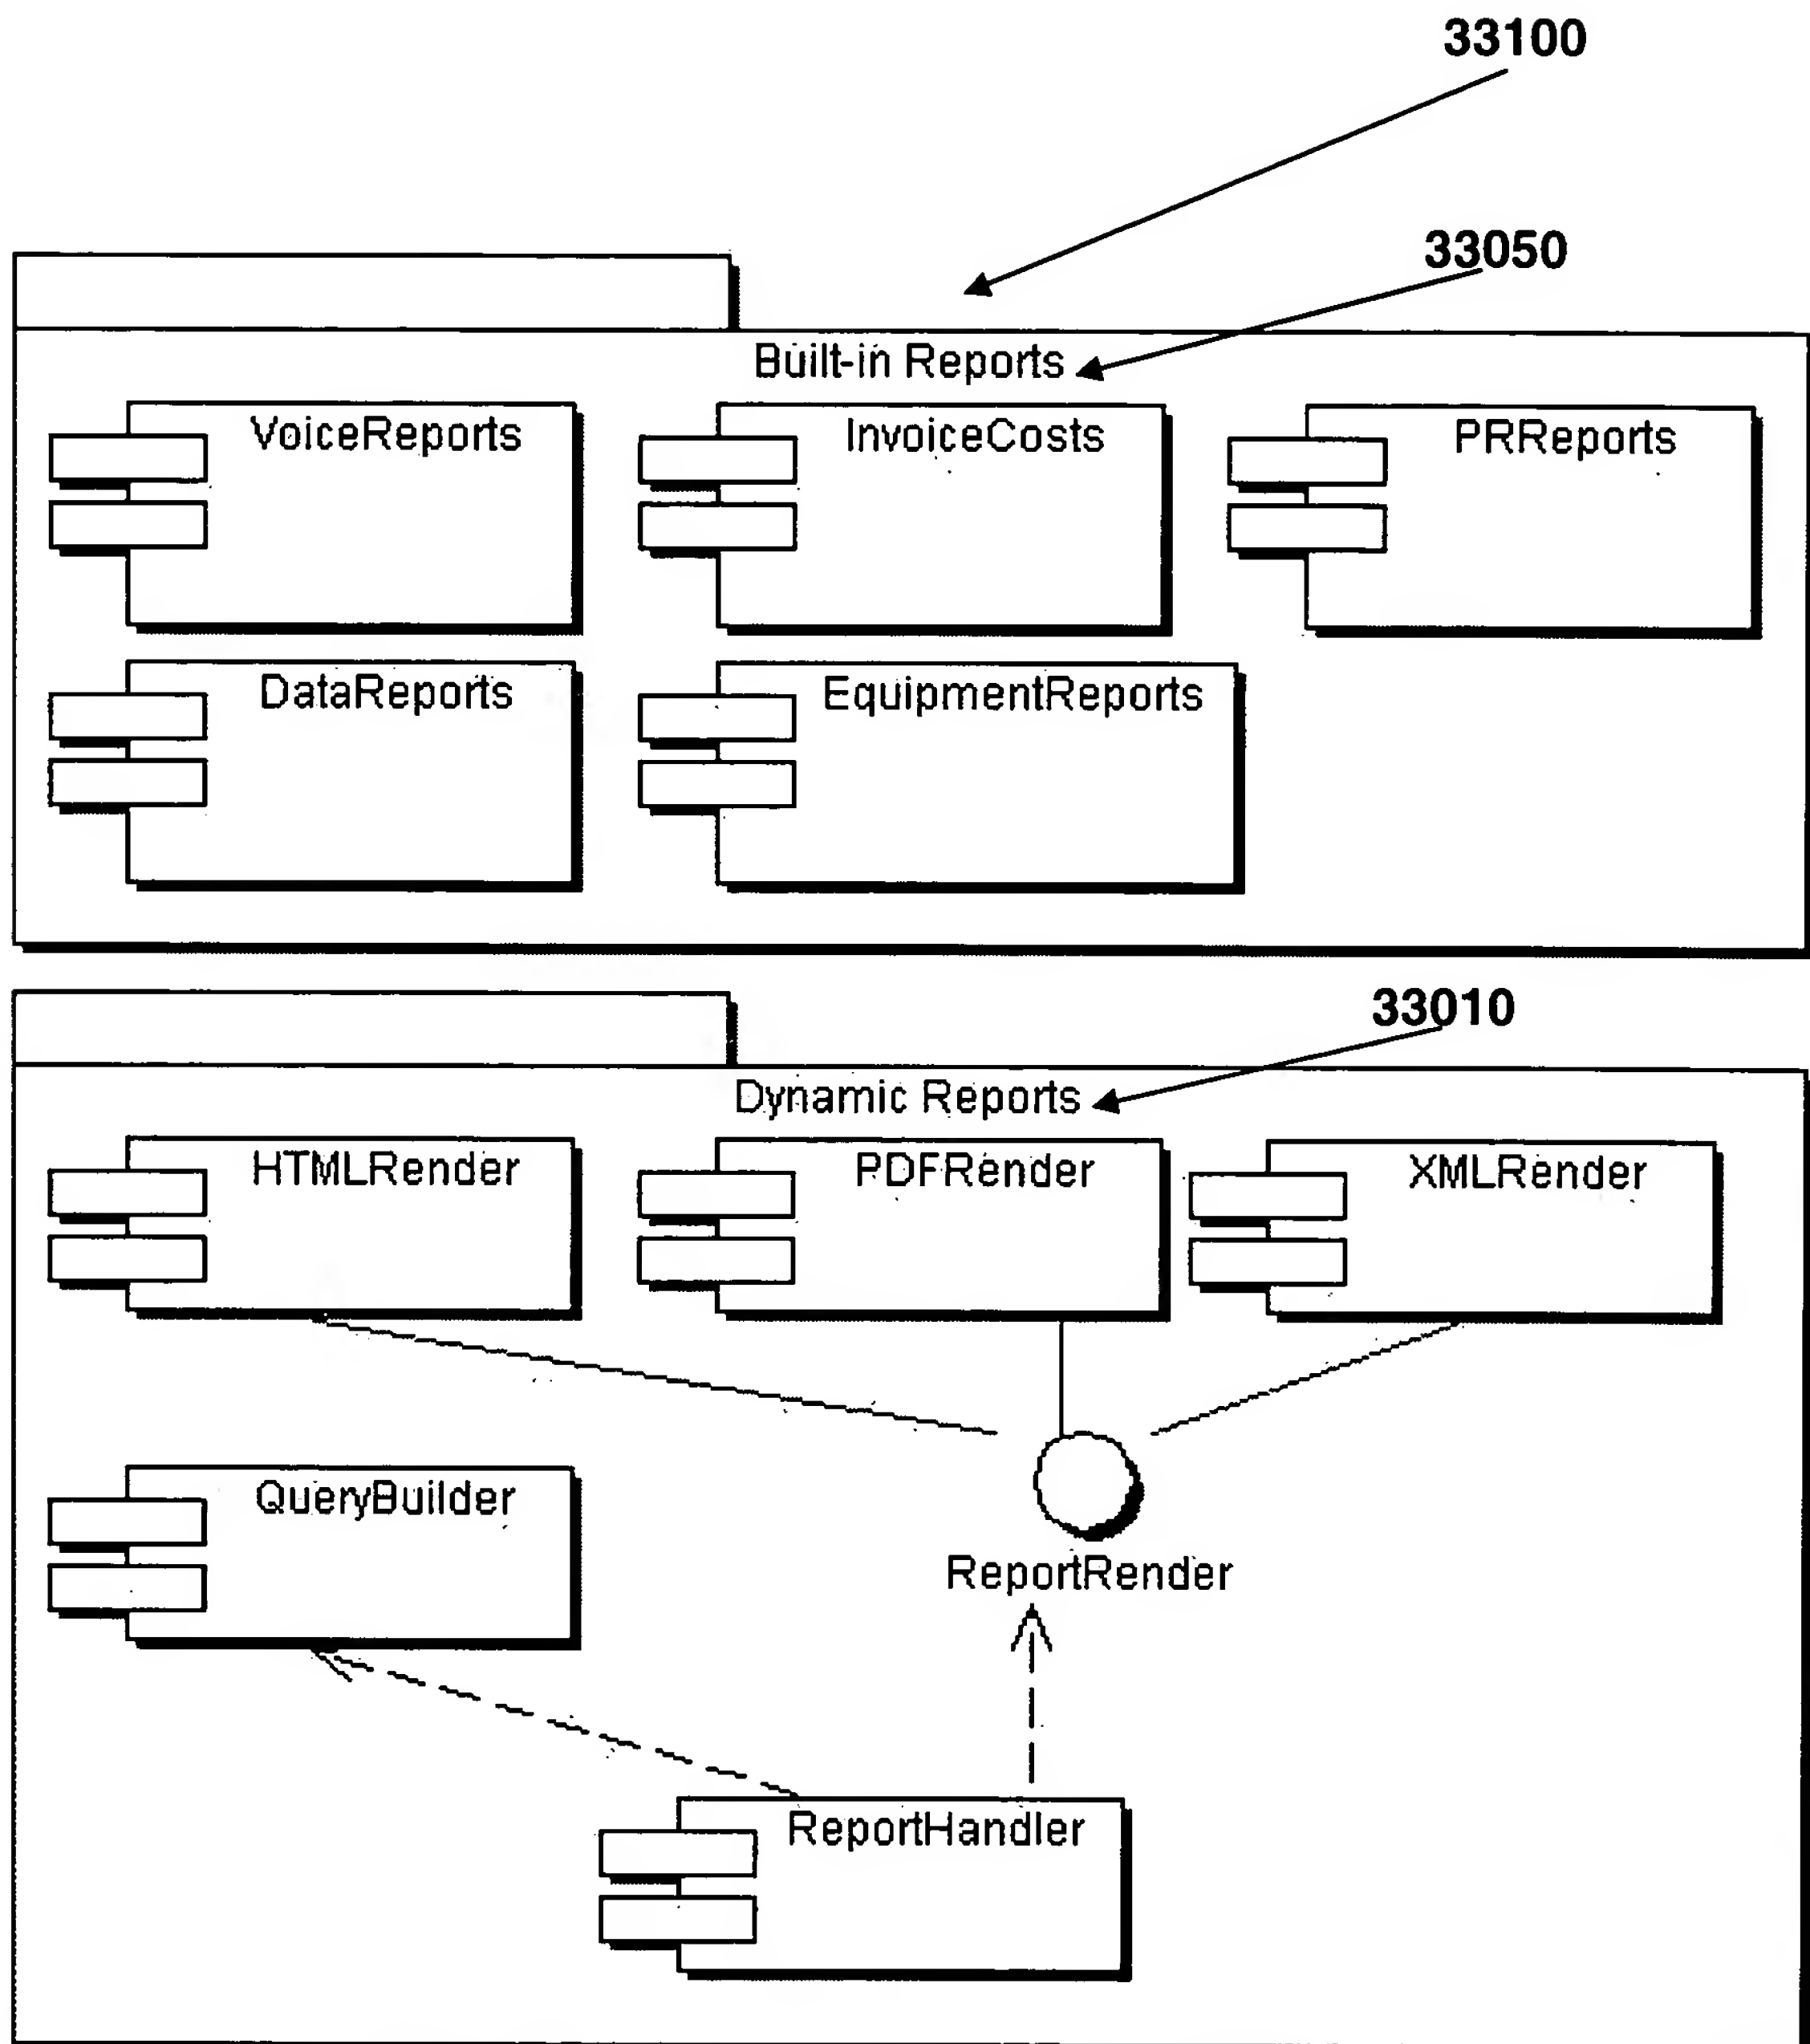 33100
33050
Built-in Reports
VoiceReports
InvoiceCosts
PRReports
DataReports
EquipmentReports
33010
Dynamic Reports
HTMLRender
PDFRender
XMLRender
QueryBuilder
ReportRender
ReportHandler